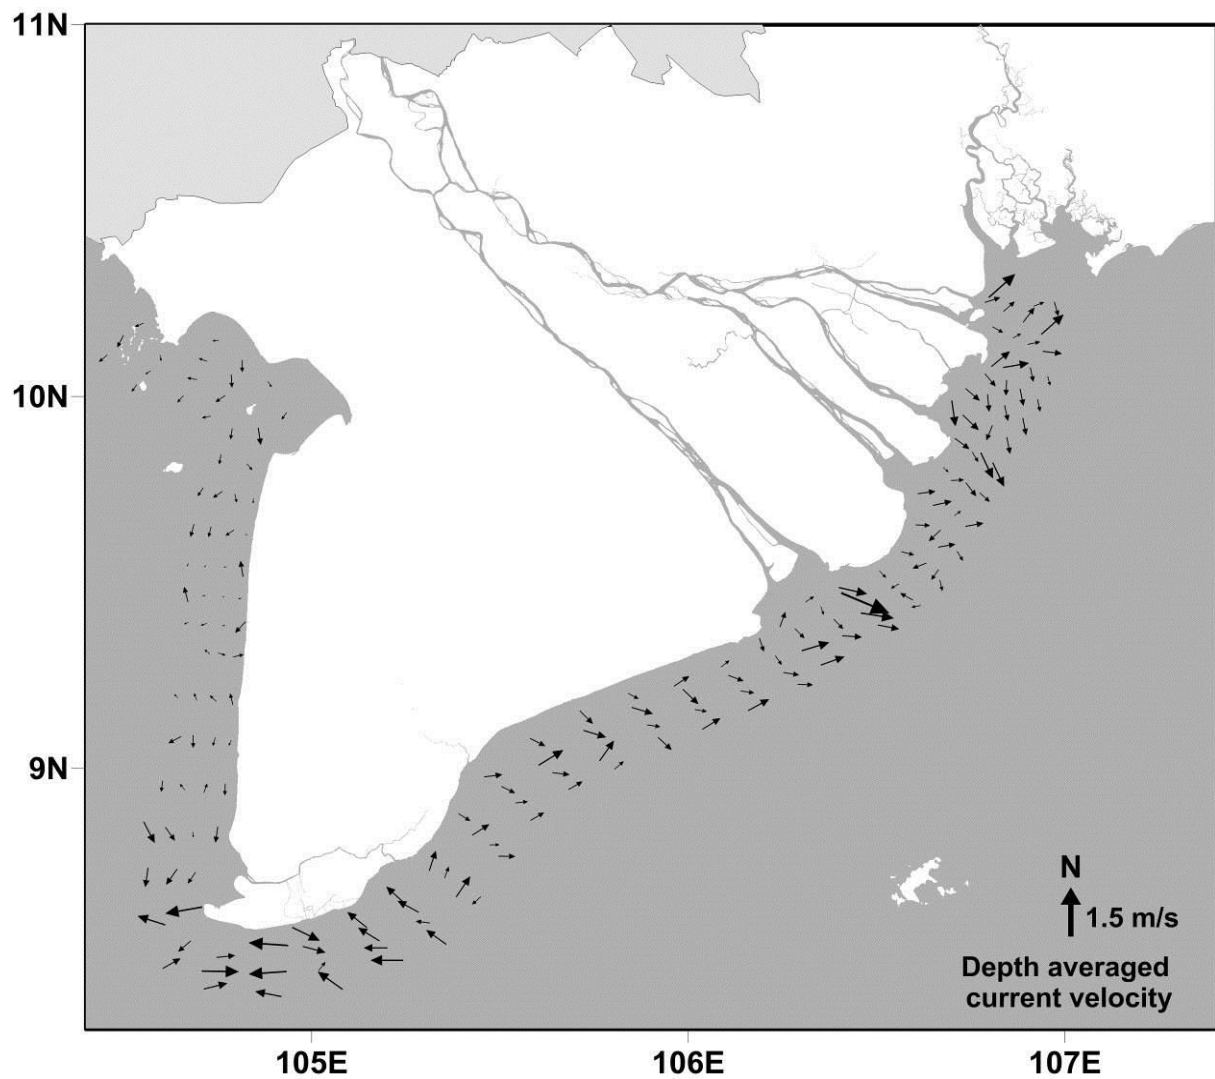 11N
10N
9N
N
1.5 m/s
Depth averaged
current velocity
105E
106E
107E